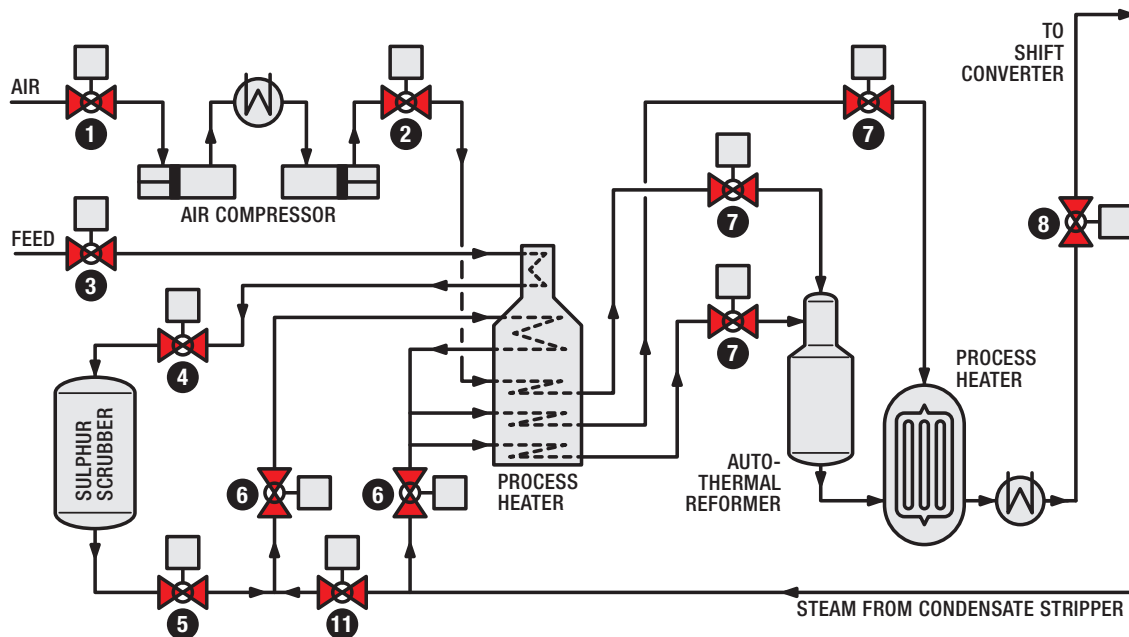 TO
SHIFT
CONVERTER
AIR
1
2
7
AIR COMPRESSOR
7
8
FEED
3
4
7
PROCESS
HEATER
SULPHUR
SCRUBBER
6
6
PROCESS
HEATER
AUTO-
THERMAL
REFORMER
5
11
STEAM FROM CONDENSATE STRIPPER